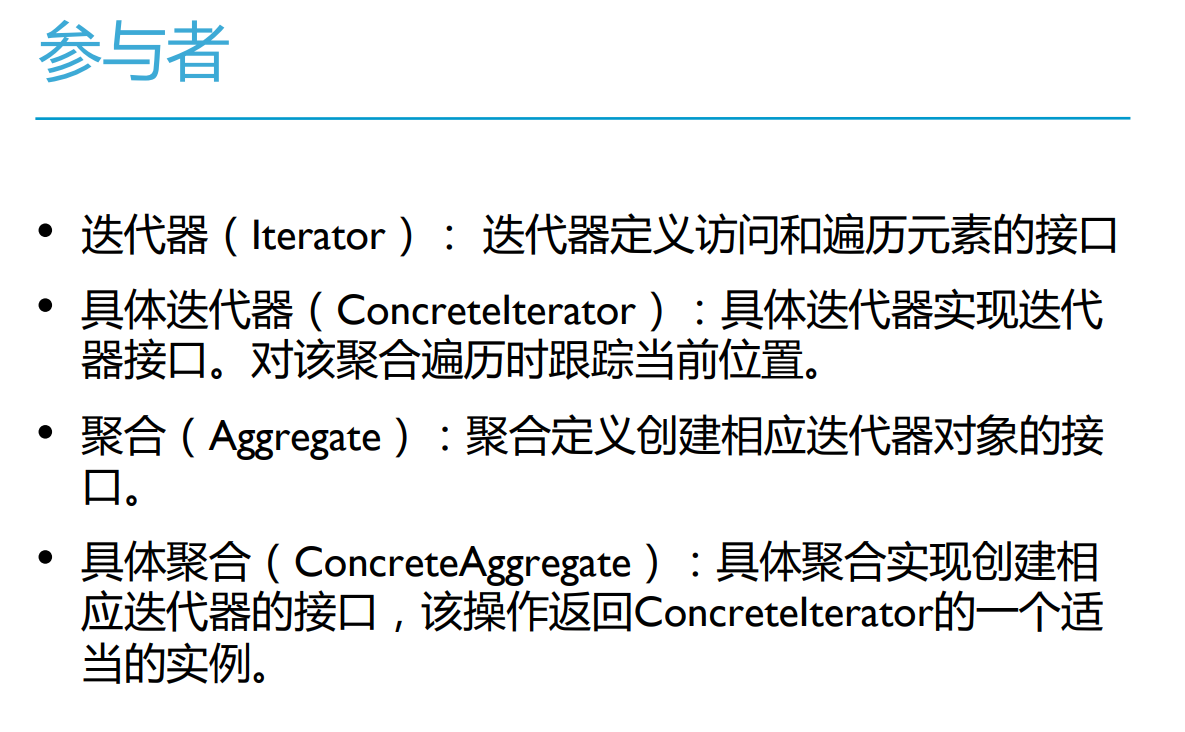 参与者
• 迭代器（Iterator）： 迭代器定义访问和遍历元素的接口
• 具体迭代器（ConcreteIterator）：具体迭代器实现迭代
器接口。对该聚合遍历时跟踪当前位置。
• 聚合（Aggregate）：聚合定义创建相应迭代器对象的接
口。
• 具体聚合（ConcreteAggregate）：具体聚合实现创建相
应迭代器的接口，该操作返回ConcreteIterator的一个适
当的实例。